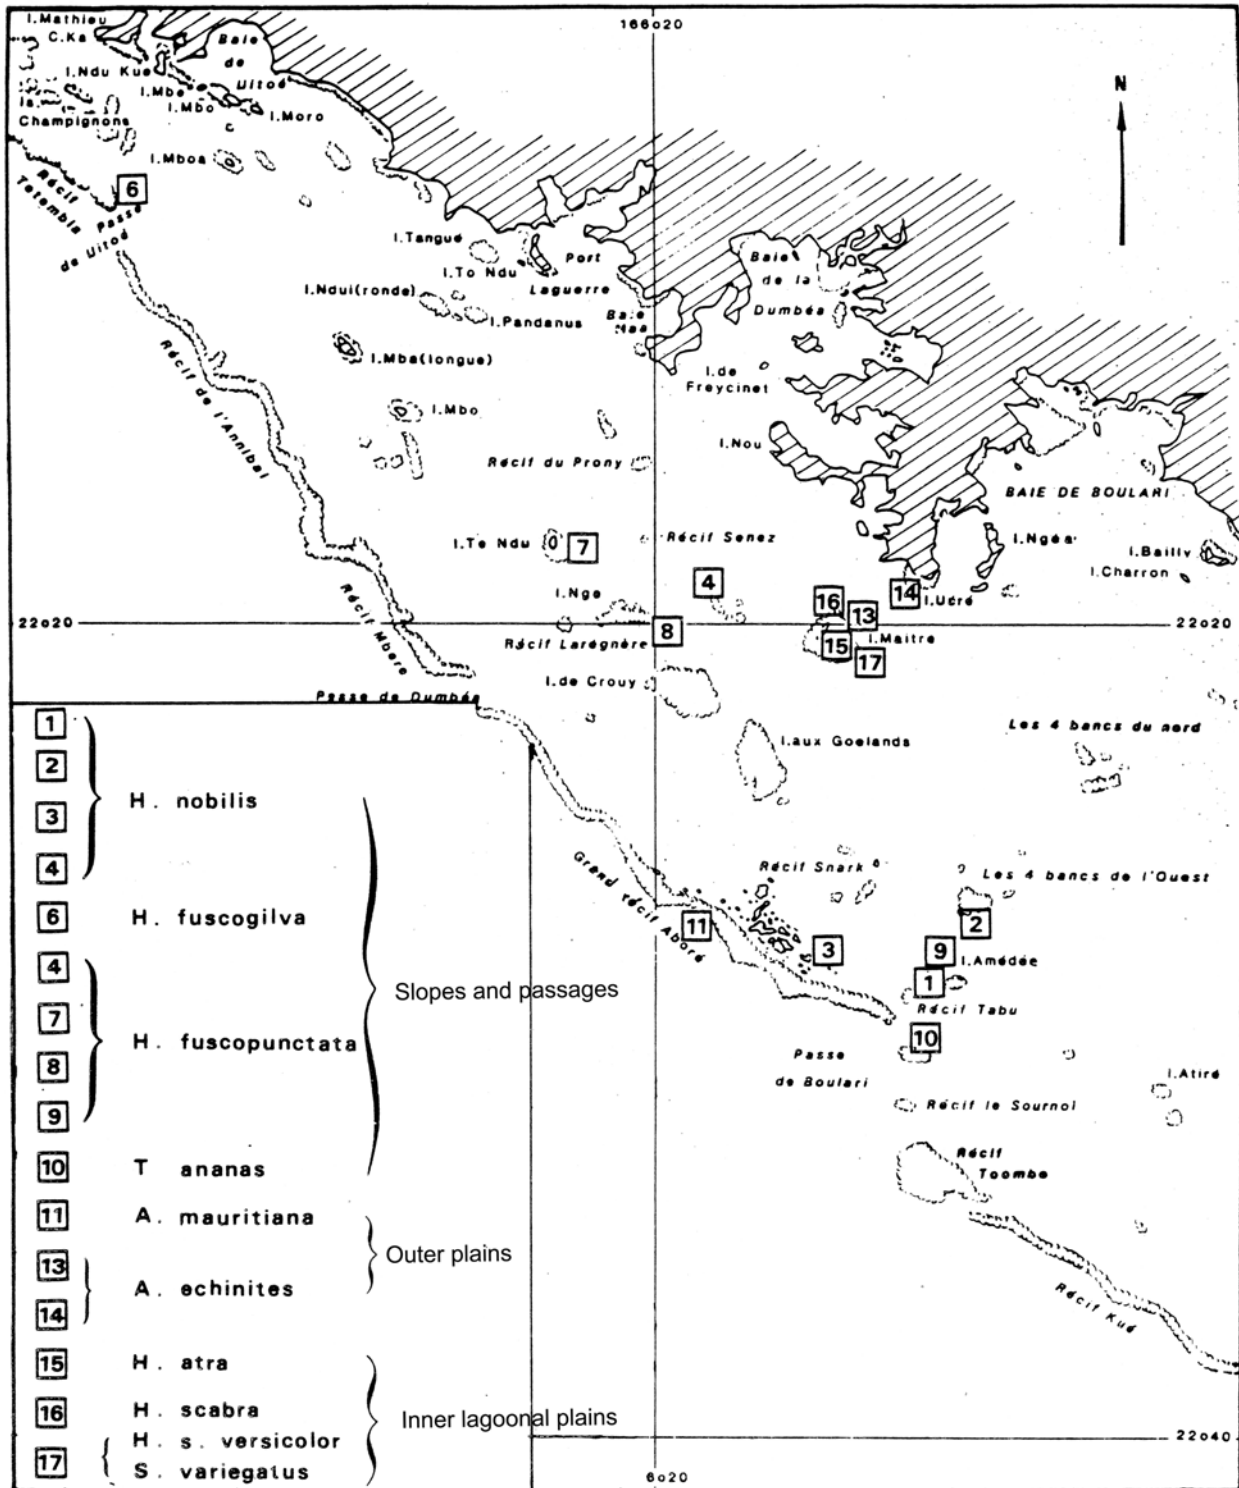 I.Mathieu
C.Ka
I.Ndu Kue
Is.
Champignons
I.Mbe
I.Mbo
I.Moro
I.Mboa
Baie
de
Uitoé
166o20
N
6
Récif
Tetembia
Passe
de Uitoé
I.Tangué
I.To Ndu
Port
Laguerre
I.Ndui(ronde)
I.Pandanus
Baie
Maa
Baie
de la
Dumbéa
I.Mba(longue)
I.de
Freycinet
Récif de l'Annibal
I.Mbo
I.Nou
Récif du Prony
BAIE DE BOULARI
I.Te Ndu
7
Récif Senez
I.Ngéa
I.Bailly
I.Charron
4
14
I.Uéré
I.Nge
16
13
22o20
8
22o20
Récif Larégnère
15
I.Maitre
17
Récif Mbere
I.de Crouy
Passe de Dumbéa
I.aux Goelands
Les 4 bancs du nord
Récif Snark
Les 4 bancs de l'Ouest
Grand récif Aboré
11
3
2
9
I.Amédée
1
Récif Tabu
10
Passe
de Boulari
I.Atiré
Récif le Sournoi
Récif
Toombo
Récif Kué
22o40
6o20
1
2
H. nobilis
3
4
6
H. fuscogilva
4
7
Slopes and passages
H. fuscopunctata
8
9
10
T ananas
11
A. mauritiana
13
Outer plains
A. echinites
14
15
H. atra
16
H. scabra
Inner lagoonal plains
H. s. versicolor
17
S. variegatus